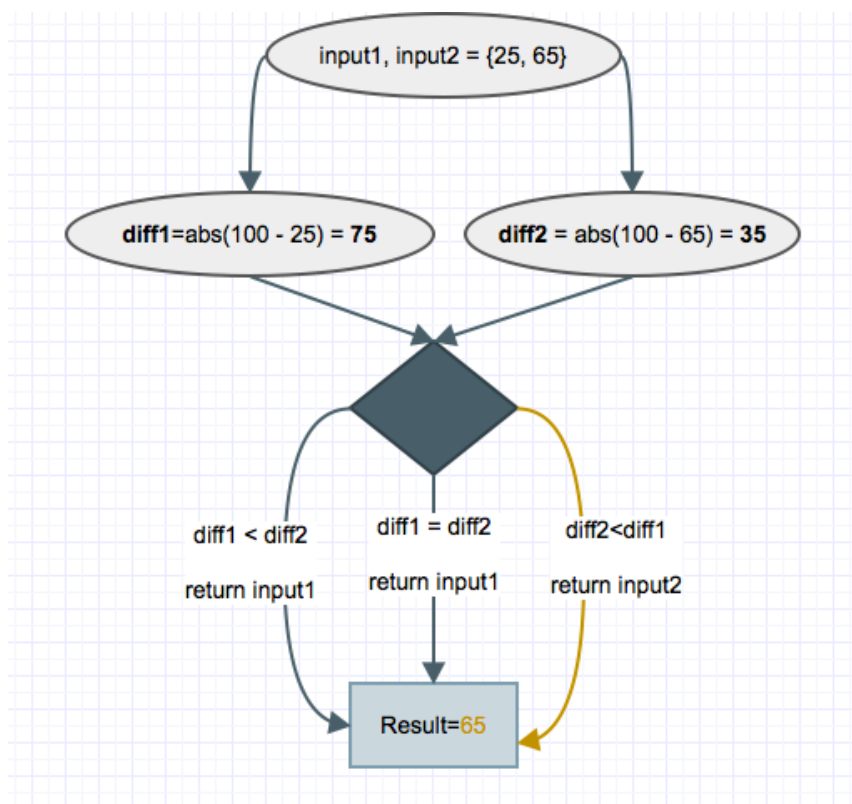 input1, input2 = {25, 65}
diff1=abs(100 - 25) = 75
diff2 = abs(100 - 65) = 35
diff1 < diff2
return input1
diff1 = diff2
return input1
diff2<diff1
return input2
Result=65